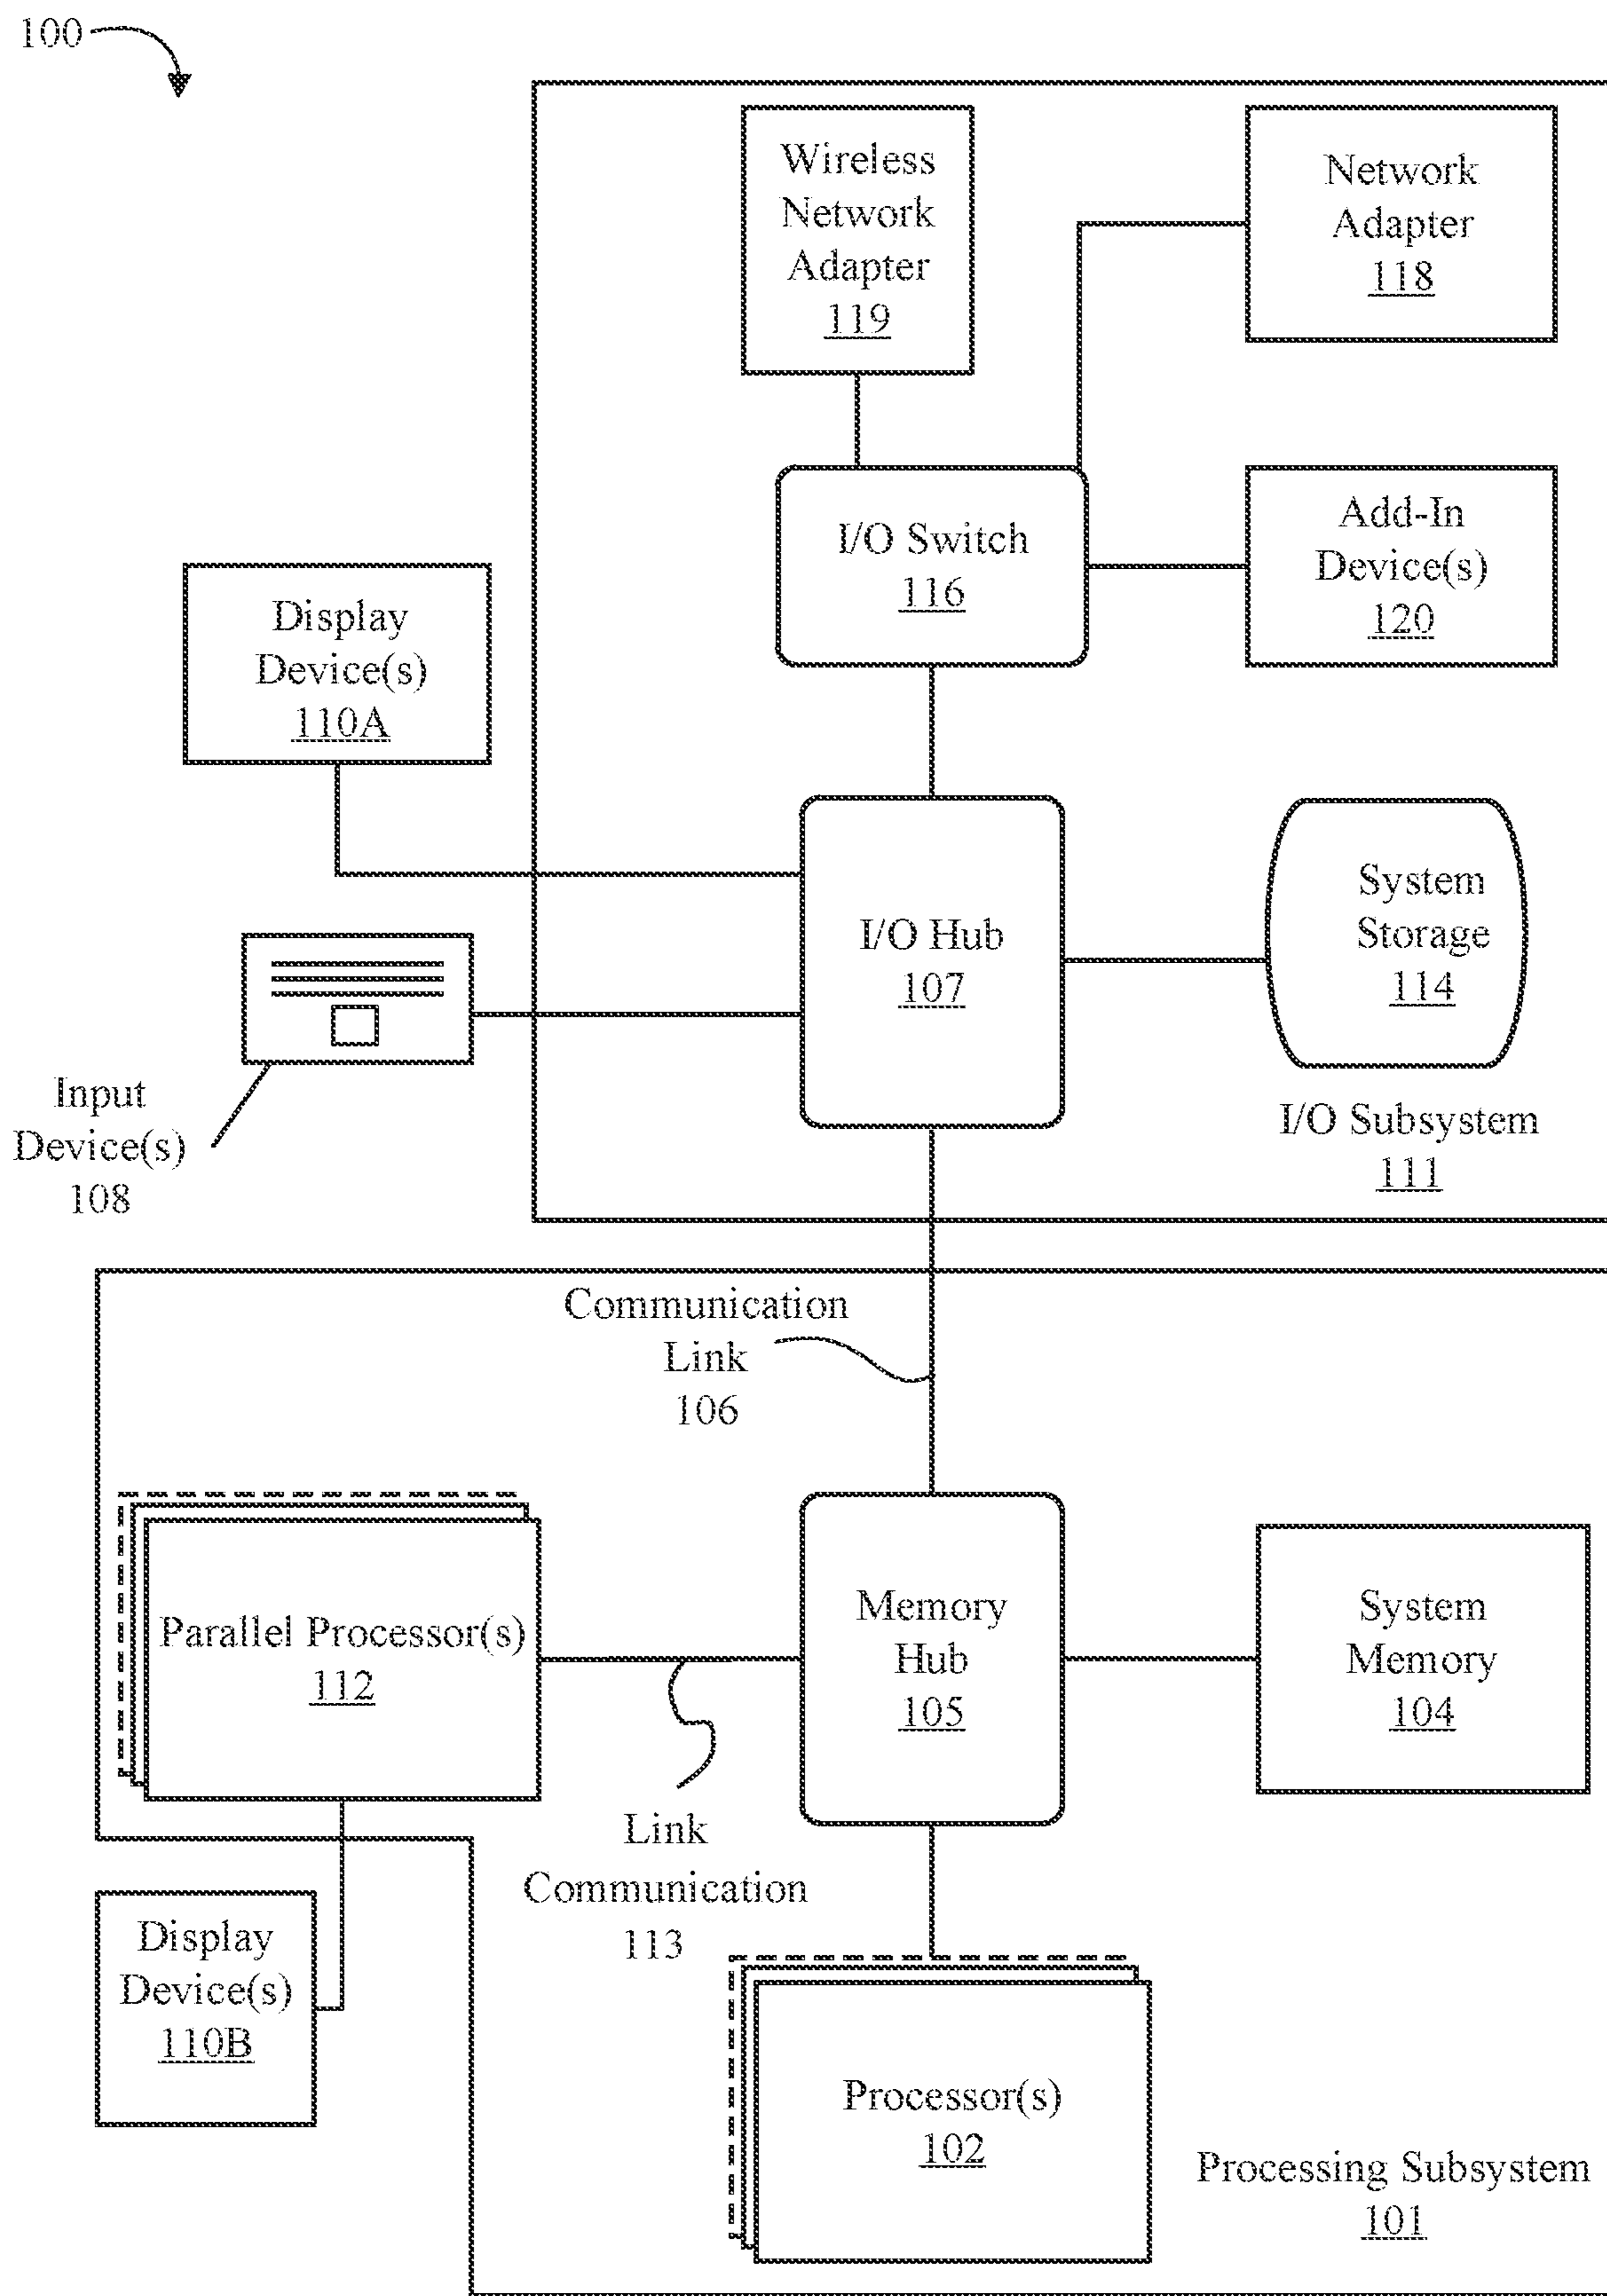 100
Wireless
Network
Adapter
119
Network
Adapter
118
I/O Switch
116
Add-In
Device(s)
120
Display
Device(s)
110A
I/O Hub
107
System
Storage
114
Input
Device(s)
108
I/O Subsystem
111
Communication
Link
106
Parallel Processor(s)
112
Memory
Hub
105
System
Memory
104
Link
Communication
113
Display
Device(s)
110B
Processor(s)
102
Processing Subsystem
101